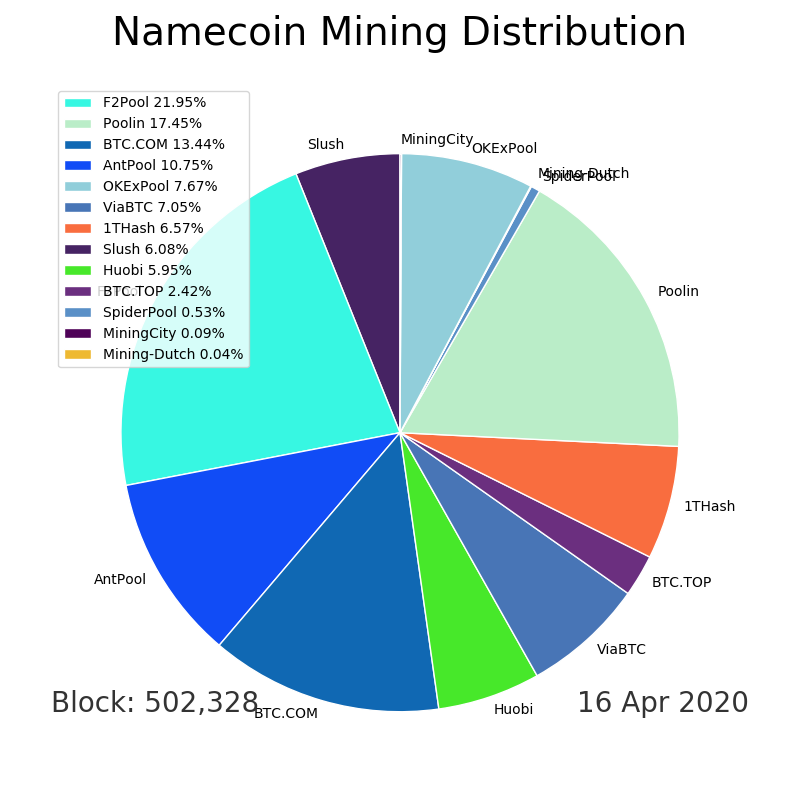 Namecoin Mining Distribution
F2Pool 21.95%
Poolin 17.45%
BTC.COM 13.44%
AntPool 10.75%
OKExPool 7.67%
ViaBTC 7.05%
1THash 6.57%
Slush 6.08%
Huobi 5.95%
BTC.TOP 2.42%
SpiderPool 0.53%
MiningCity 0.09%
Mining-Dutch 0.04%
Slush
MiningCity
OKExPool
Mining-Dutch
SpiderPool
Poolin
1THash
BTC.TOP
ViaBTC
Huobi
BTC.COM
AntPool
Block: 502,328
16 Apr 2020